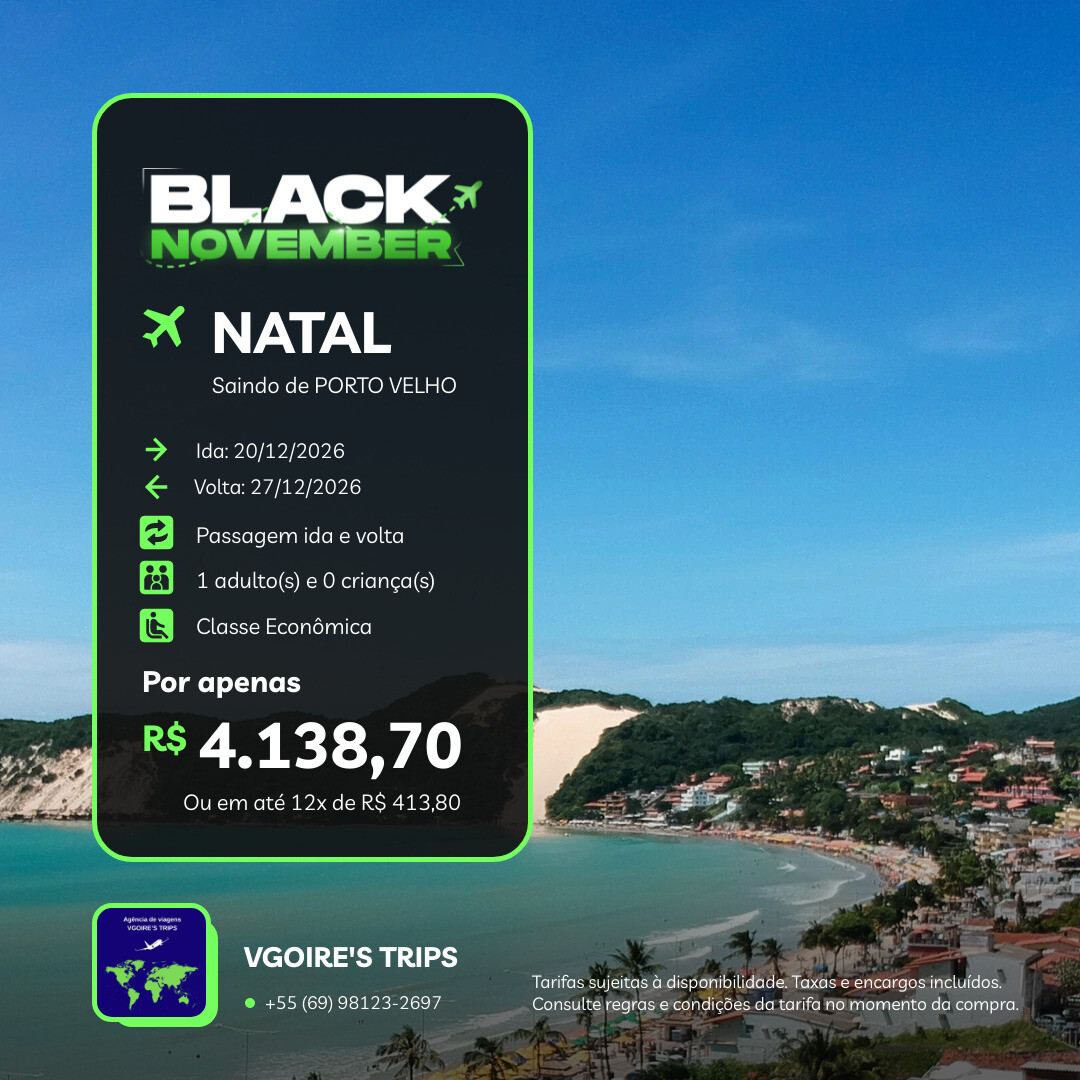 BLACK
NOVEMBER
NATAL
Saindo de PORTO VELHO
Ida: 20/12/2026
Volta: 27/12/2026
Passagem ida e volta
1 adulto(s) e 0 criança(s)
Classe Econômica
Por apenas
R$ 4.138,70
Ou em até 12x de R$ 413,80
Agência de viagens
VGOIRE'S TRIPS
VGOIRE'S TRIPS
+55 (69) 98123-2697
Tarifas sujeitas à disponibilidade. Taxas e encargos incluídos.
Consulte regras e condições da tarifa no momento da compra.